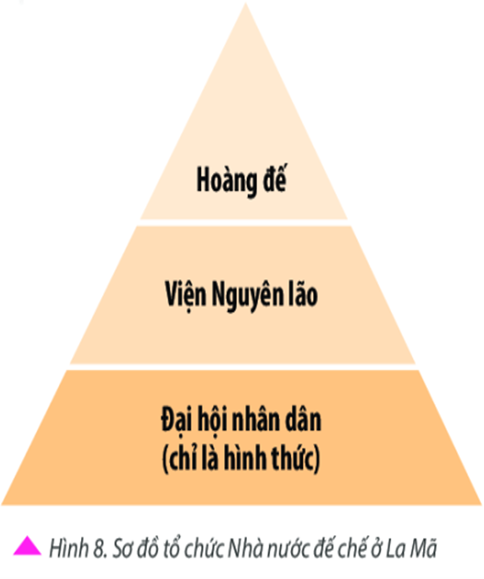 Hoàng đế
Viện Nguyên lão
Đại hội nhân dân
(chỉ là hình thức)
Hình 8. Sơ đồ tổ chức Nhà nước đế chế ở La Mã